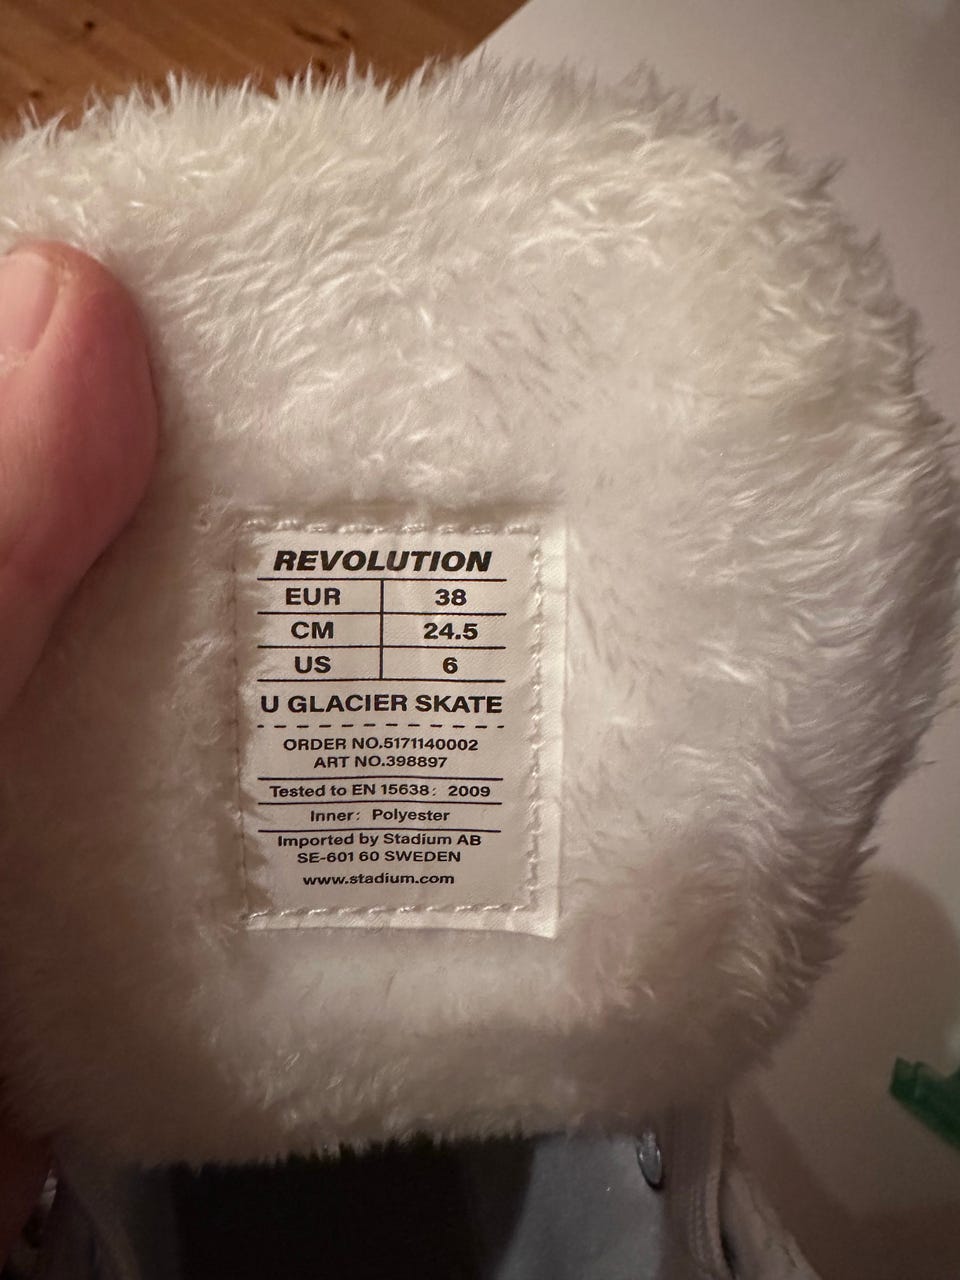 REVOLUTION
EUR 38
CM 24.5
US 6
U GLACIER SKATE
ORDER NO.5171140002
ART NO.398897
Tested to EN 15638: 2009
Inner: Polyester
Imported by Stadium AB
SE-601 60 SWEDEN
www.stadium.com